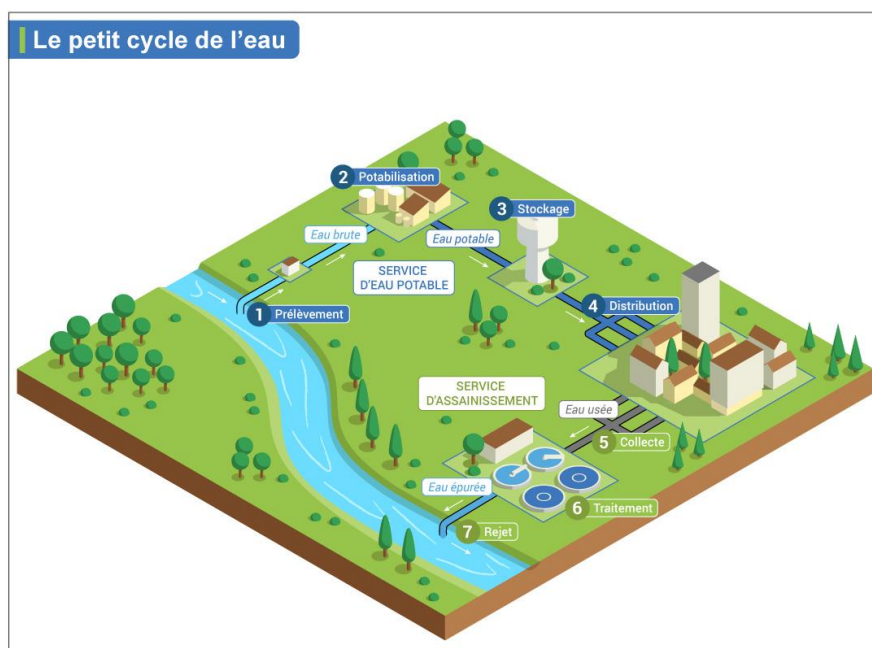 Le petit cycle de l'eau
2 Potabilisation
3 Stockage
Eau brute
Eau potable
SERVICE
D'EAU POTABLE
1 Prélèvement
4 Distribution
SERVICE
D'ASSAINISSEMENT
Eau usée
5 Collecte
Eau épurée
6 Traitement
7 Rejet